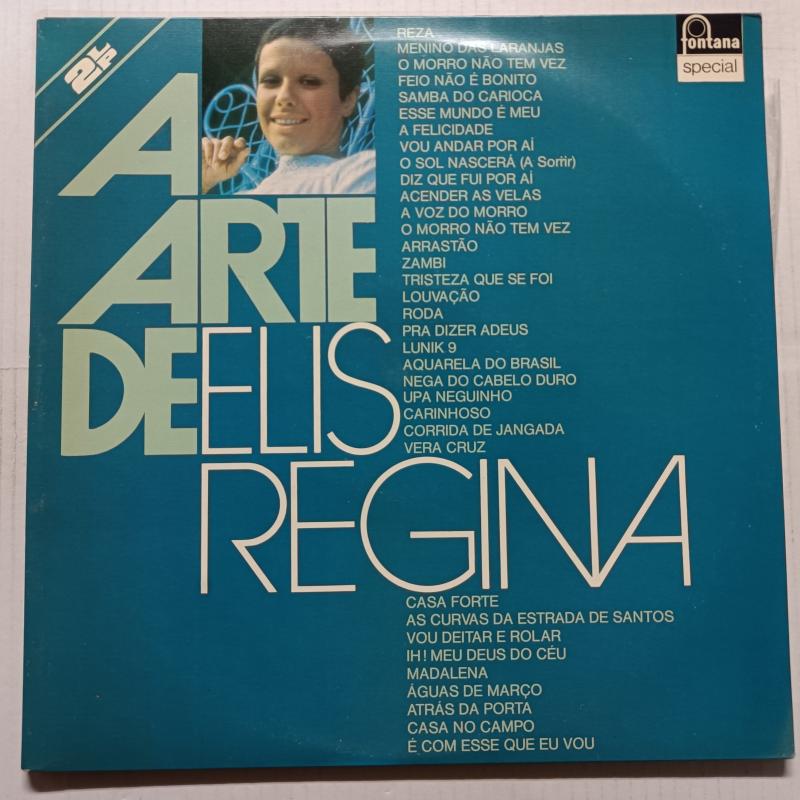 2LP
A
ARTE
DE
ELIS
REGINA
fontana
special
REZA
MENINO DAS LARANJAS
O MORRO NÃO TEM VEZ
FEIO NÃO É BONITO
SAMBA DO CARIOCA
ESSE MUNDO É MEU
A FELICIDADE
VOU ANDAR POR AÍ
O SOL NASCERÁ (A Sorrir)
DIZ QUE FUI POR AÍ
ACENDER AS VELAS
A VOZ DO MORRO
O MORRO NÃO TEM VEZ
ARRASTÃO
ZAMBI
TRISTEZA QUE SE FOI
LOUVAÇÃO
RODA
PRA DIZER ADEUS
LUNIK 9
AQUARELA DO BRASIL
NEGA DO CABELO DURO
UPA NEGUINHO
CARINHOSO
CORRIDA DE JANGADA
VERA CRUZ
CASA FORTE
AS CURVAS DA ESTRADA DE SANTOS
VOU DEITAR E ROLAR
IH! MEU DEUS DO CÉU
MADALENA
ÁGUAS DE MARÇO
ATRÁS DA PORTA
CASA NO CAMPO
É COM ESSE QUE EU VOU